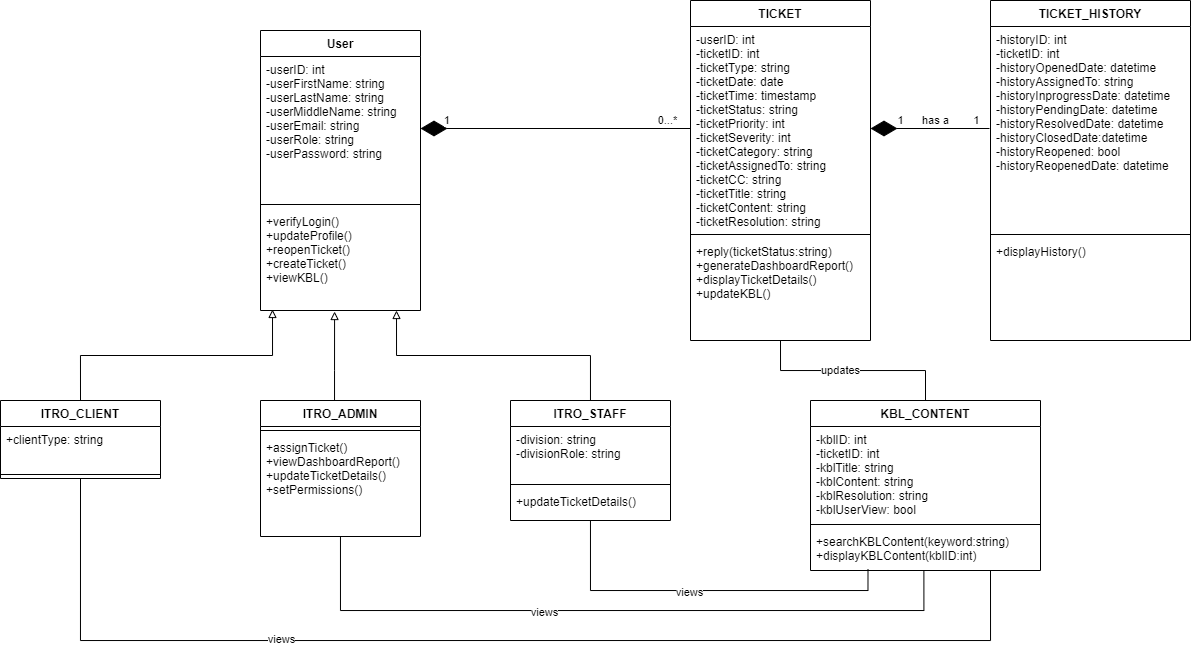 User
-userID: int
-userFirstName: string
-userLastName: string
-userMiddleName: string
-userEmail: string
-userRole: string
-userPassword: string
+verifyLogin()
+updateProfile()
+reopenTicket()
+createTicket()
+viewKBL()
1
0...*
TICKET
-userID: int
-ticketID: int
-ticketType: string
-ticketDate: date
-ticketTime: timestamp
-ticketStatus: string
-ticketPriority: int
-ticketSeverity: int
-ticketCategory: string
-ticketAssignedTo: string
-ticketCC: string
-ticketTitle: string
-ticketContent: string
-ticketResolution: string
+reply(ticketStatus:string)
+generateDashboardReport()
+displayTicketDetails()
+updateKBL()
1
has a
1
TICKET_HISTORY
-historyID: int
-ticketID: int
-historyOpenedDate: datetime
-historyAssignedTo: string
-historyInprogressDate: datetime
-historyPendingDate: datetime
-historyResolvedDate: datetime
-historyClosedDate:datetime
-historyReopened: bool
-historyReopenedDate: datetime
+displayHistory()
updates
ITRO_CLIENT
+clientType: string
ITRO_ADMIN
+assignTicket()
+viewDashboardReport()
+updateTicketDetails()
+setPermissions()
ITRO_STAFF
-division: string
-divisionRole: string
+updateTicketDetails()
KBL_CONTENT
-kblID: int
-ticketID: int
-kblTitle: string
-kblContent: string
-kblResolution: string
-kblUserView: bool
+searchKBLContent(keyword:string)
+displayKBLContent(kblID:int)
views
views
views